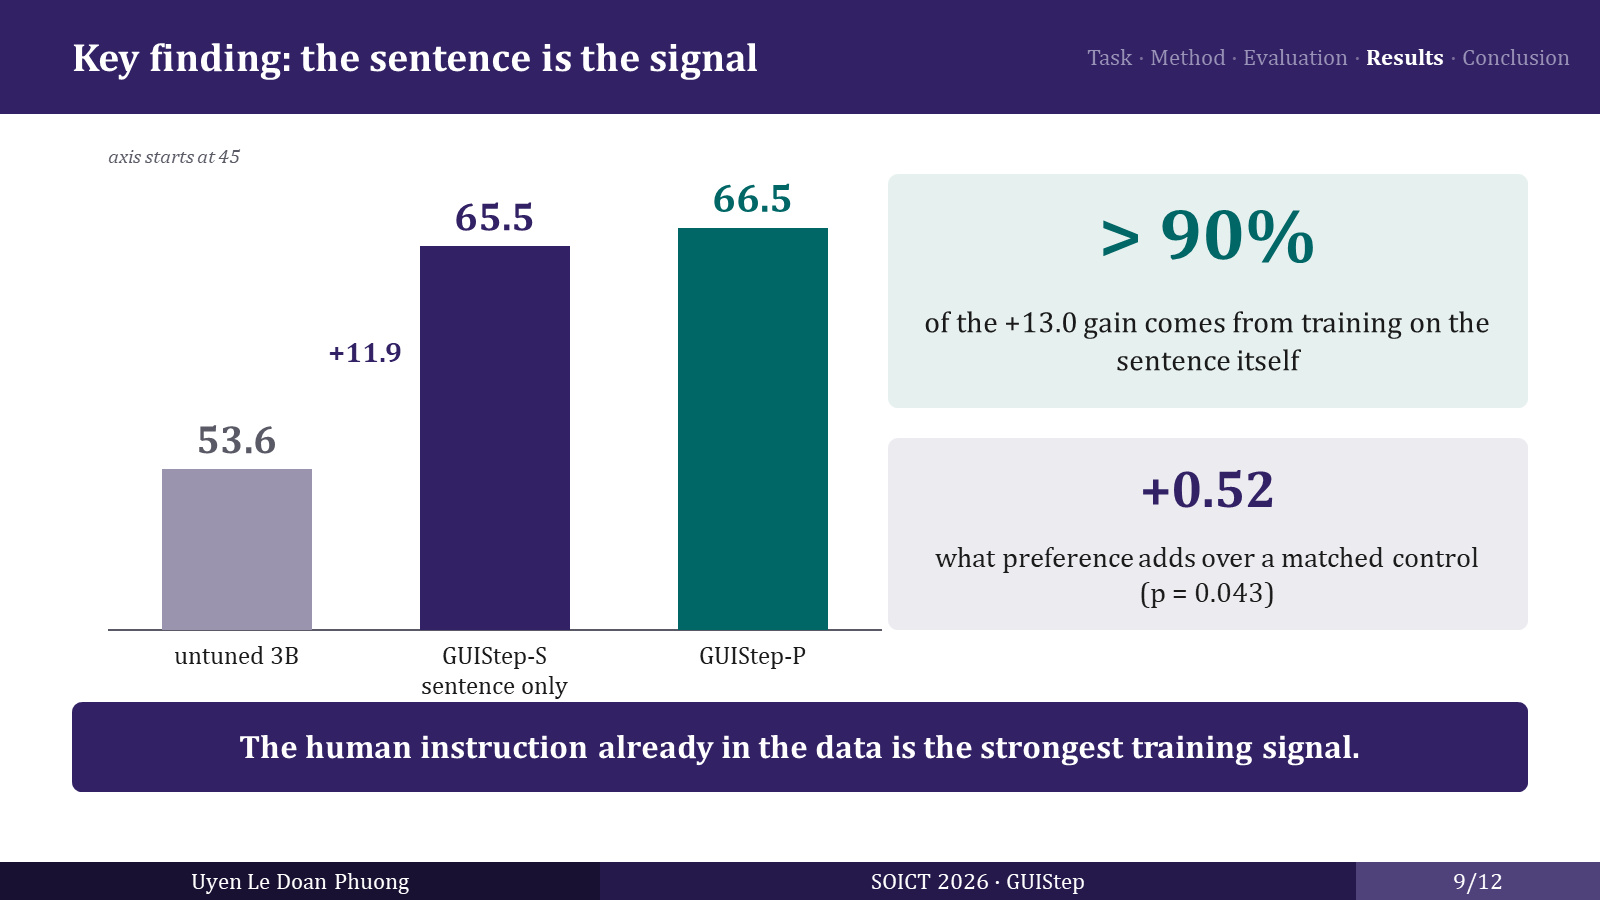 Key finding: the sentence is the signal
Task · Method · Evaluation · Results · Conclusion
axis starts at 45
53.6
+11.9
65.5
66.5
untuned 3B
GUIStep-S
sentence only
GUIStep-P
> 90%
of the +13.0 gain comes from training on the
sentence itself
+0.52
what preference adds over a matched control
(p = 0.043)
The human instruction already in the data is the strongest training signal.
Uyen Le Doan Phuong
SOICT 2026 · GUIStep
9/12